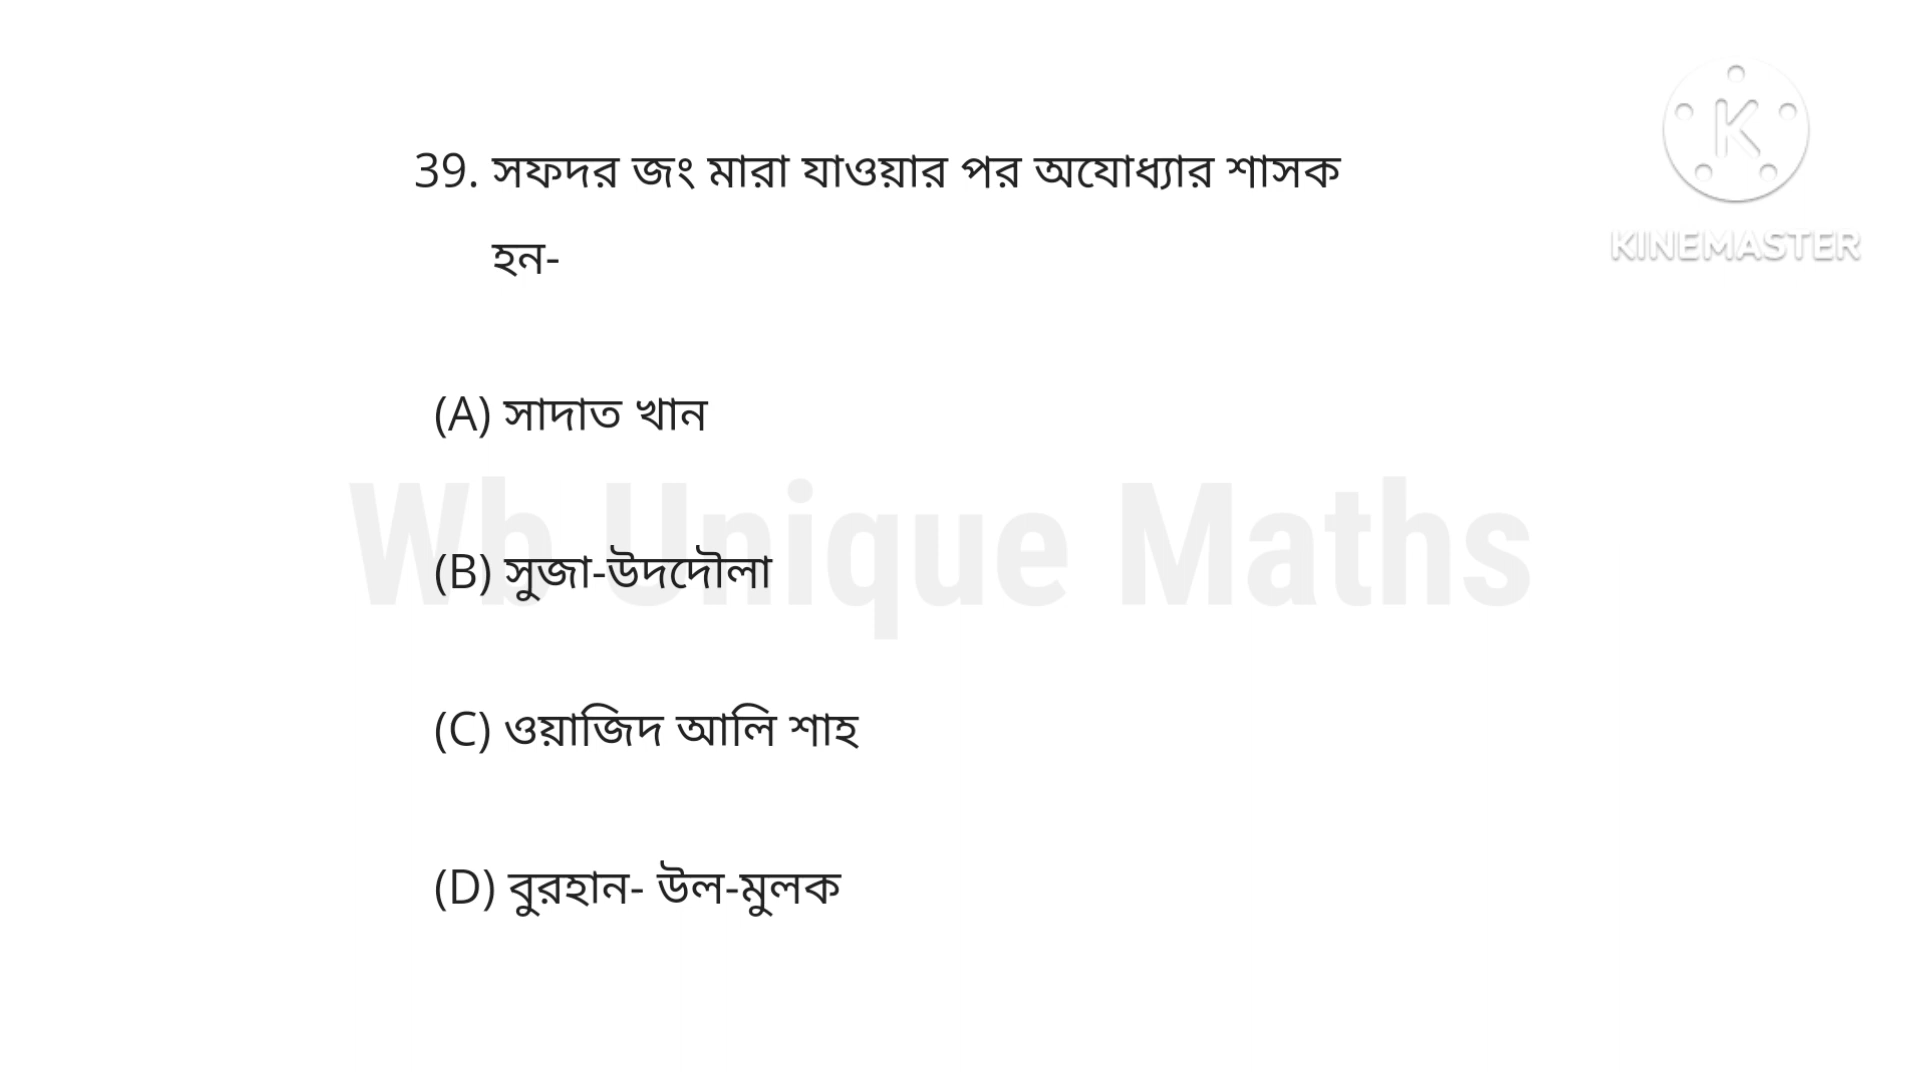 39. সফদর জং মারা যাওয়ার পর অযোধ্যার শাসক
হন-
(A) সাদাত খান
(B) সুজা-উদদৌলা
(C) ওয়াজিদ আলি শাহ
(D) বুরহান- উল-মুলক
Wb Unique Maths
K
KINEMASTER